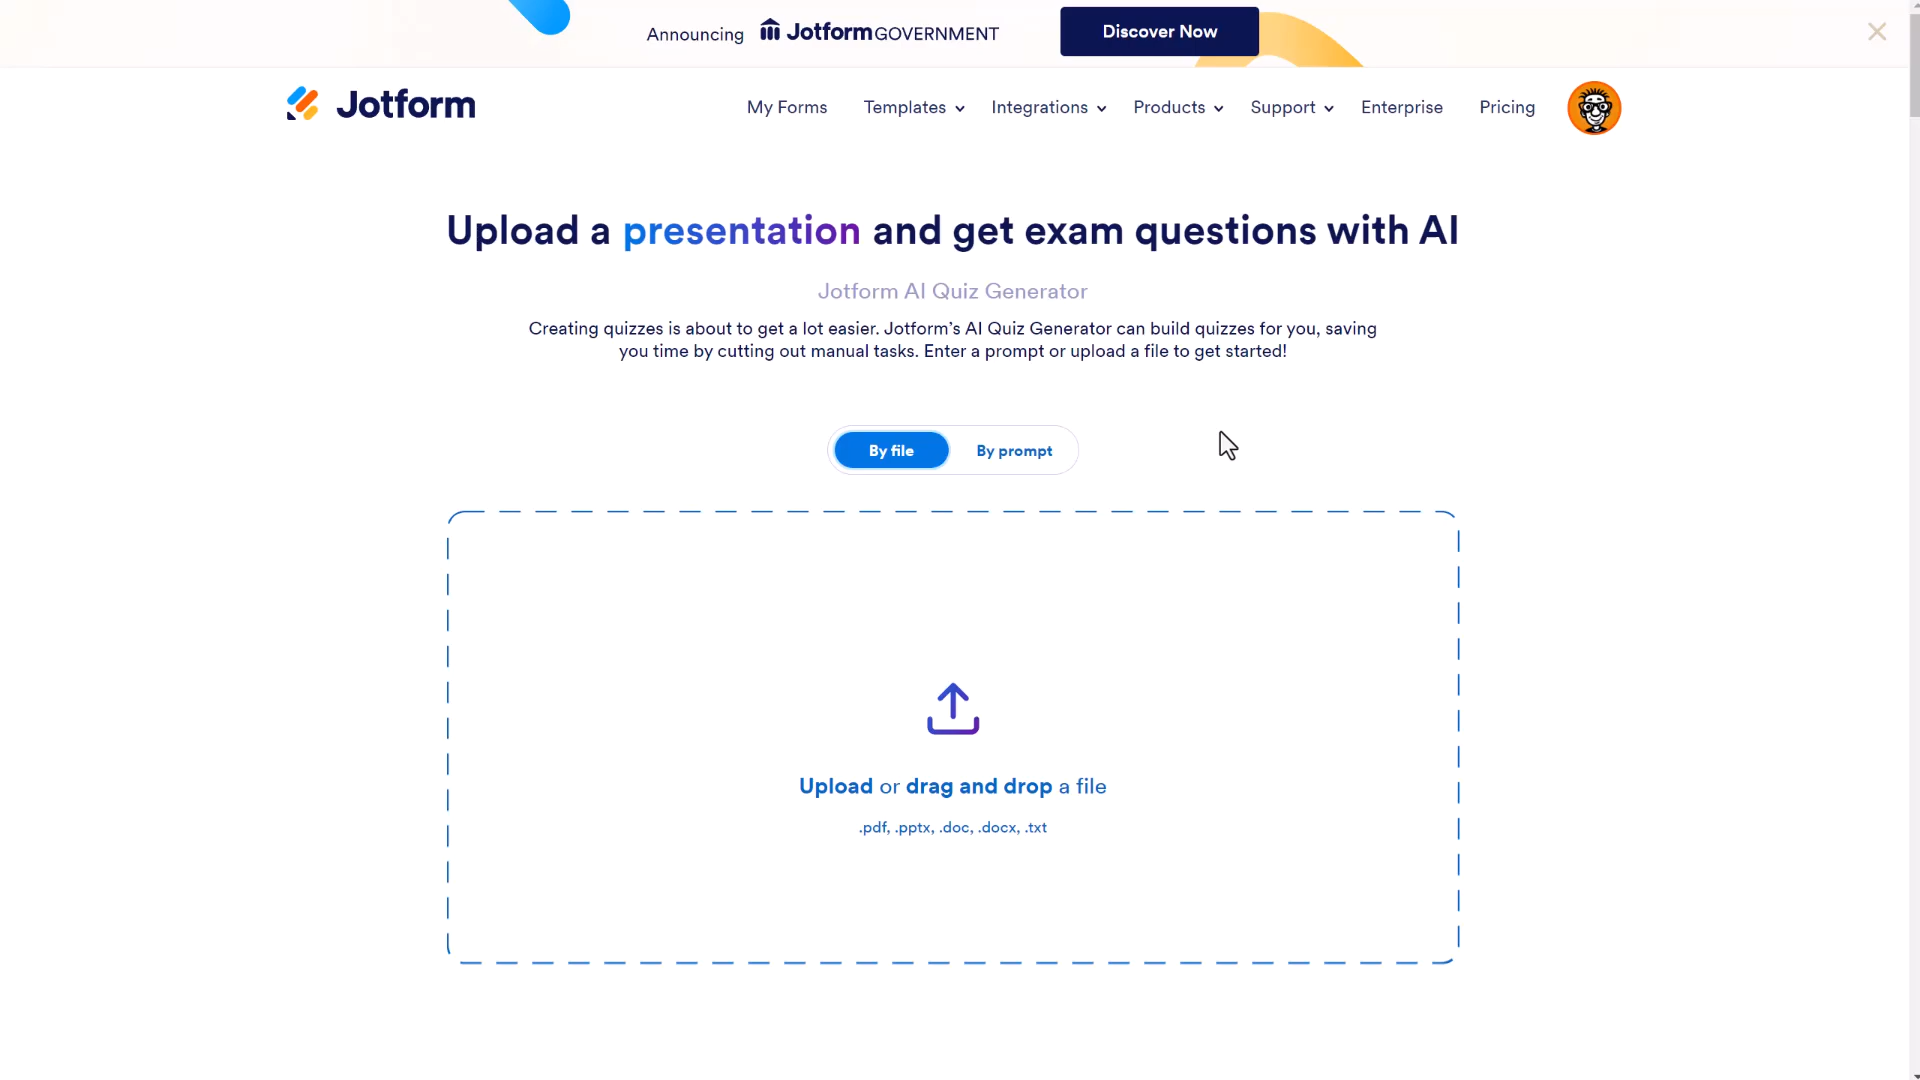 Announcing Jotform GOVERNMENT Discover Now
Jotform My Forms Templates Integrations Products Support Enterprise Pricing
Upload a presentation and get exam questions with AI
Jotform AI Quiz Generator
Creating quizzes is about to get a lot easier. Jotform’s AI Quiz Generator can build quizzes for you, saving
you time by cutting out manual tasks. Enter a prompt or upload a file to get started!
By file By prompt
Upload or drag and drop a file
.pdf, .pptx, .doc, .docx, .txt